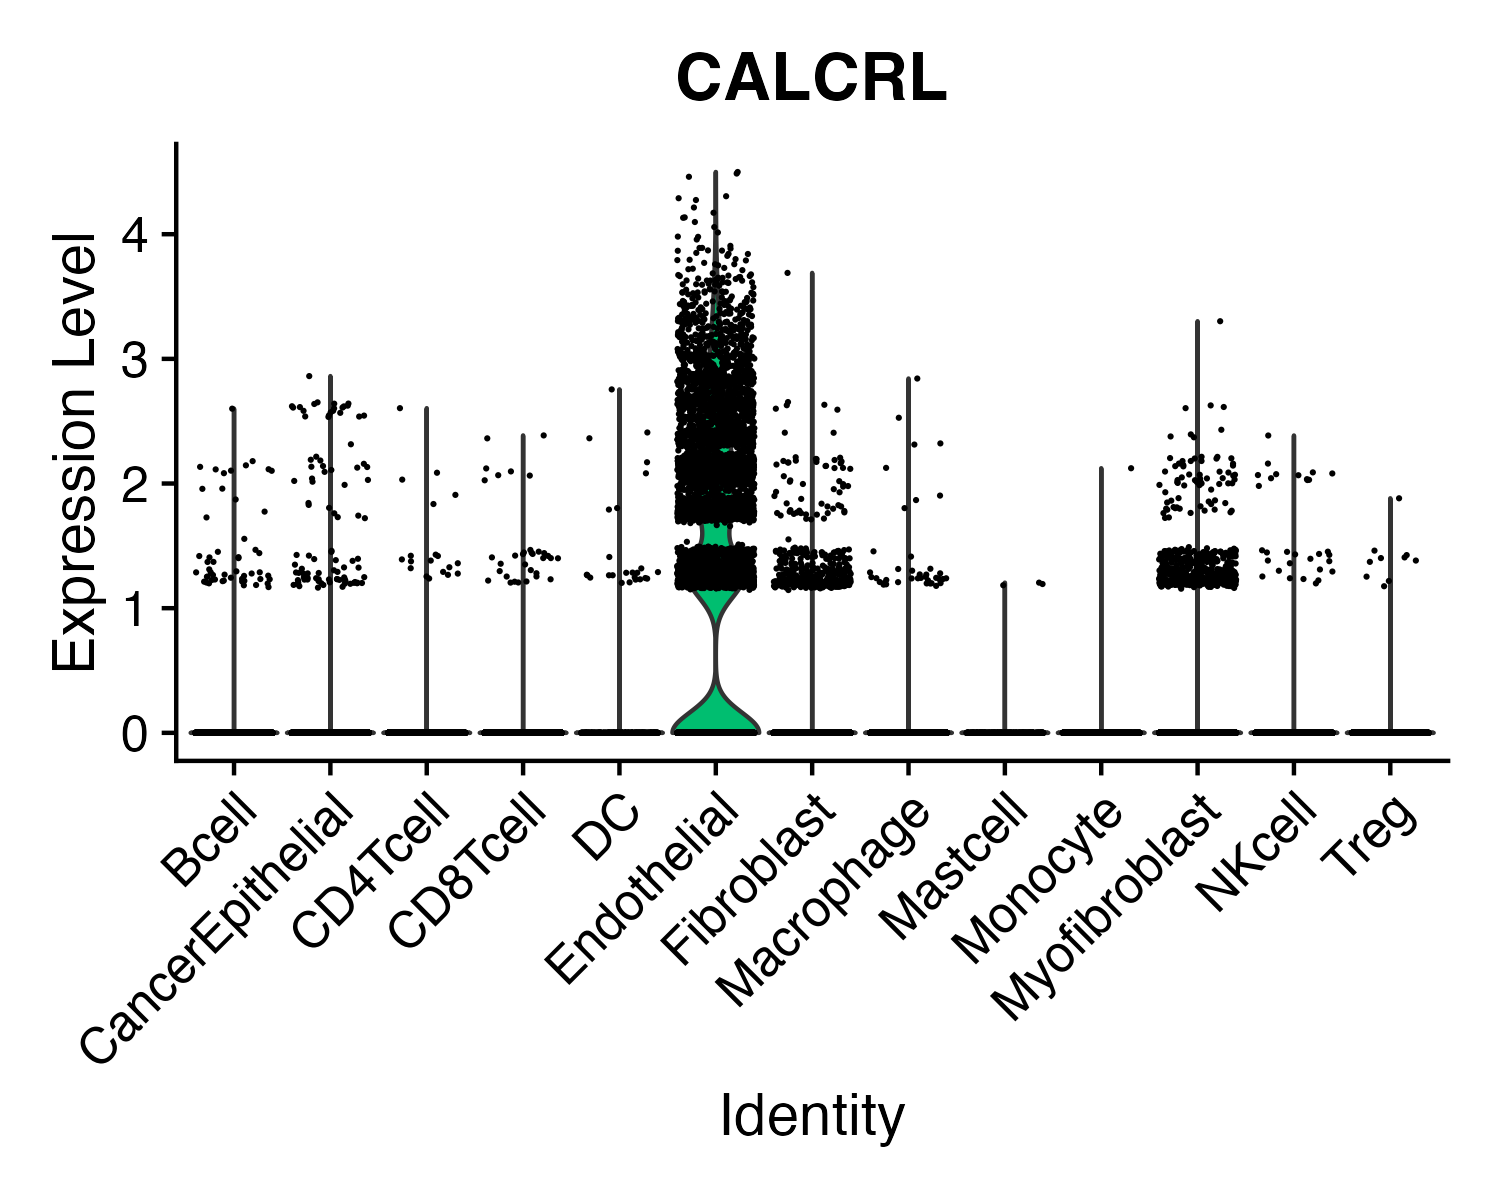 CALCRL
Expression Level
4
3
2
1
0
Bcell
CancerEpithelial
CD4Tcell
CD8Tcell
DC
Endothelial
Fibroblast
Macrophage
Mastcell
Monocyte
Myofibroblast
NKcell
Treg
Identity